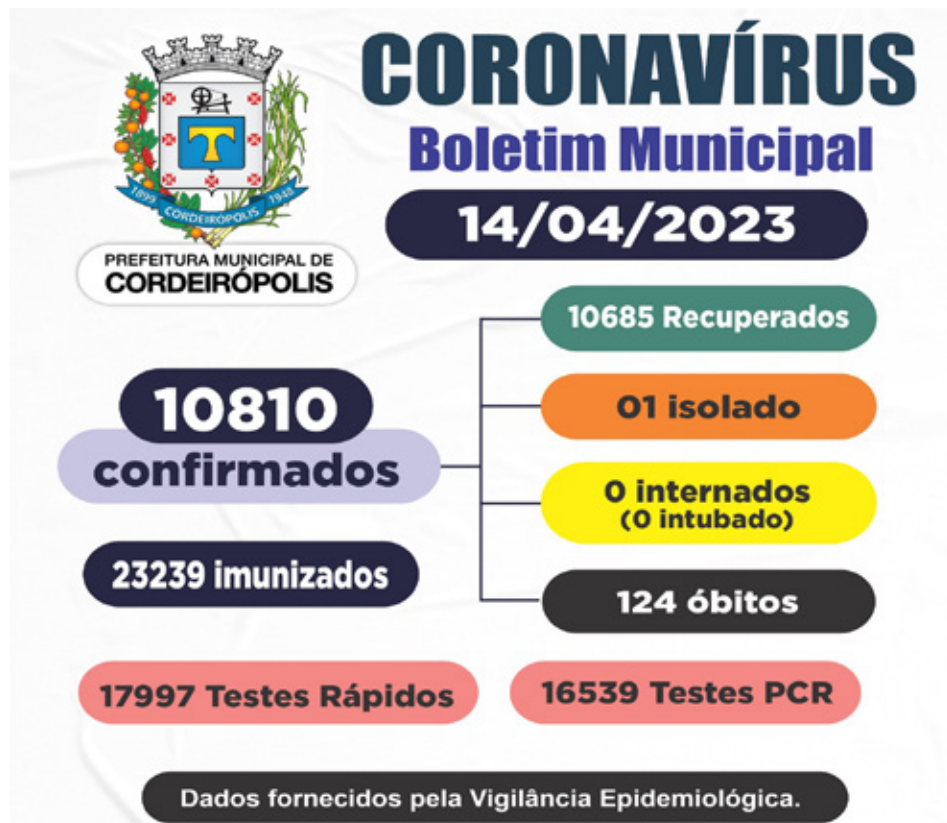 CORONAVÍRUS
Boletim Municipal
14/04/2023
1899 CORDEIRÓPOLIS 1948
PREFEITURA MUNICIPAL DE
CORDEIRÓPOLIS
10810
confirmados
23239 imunizados
10685 Recuperados
01 isolado
0 internados
(0 intubado)
124 óbitos
17997 Testes Rápidos
16539 Testes PCR
Dados fornecidos pela Vigilância Epidemiológica.